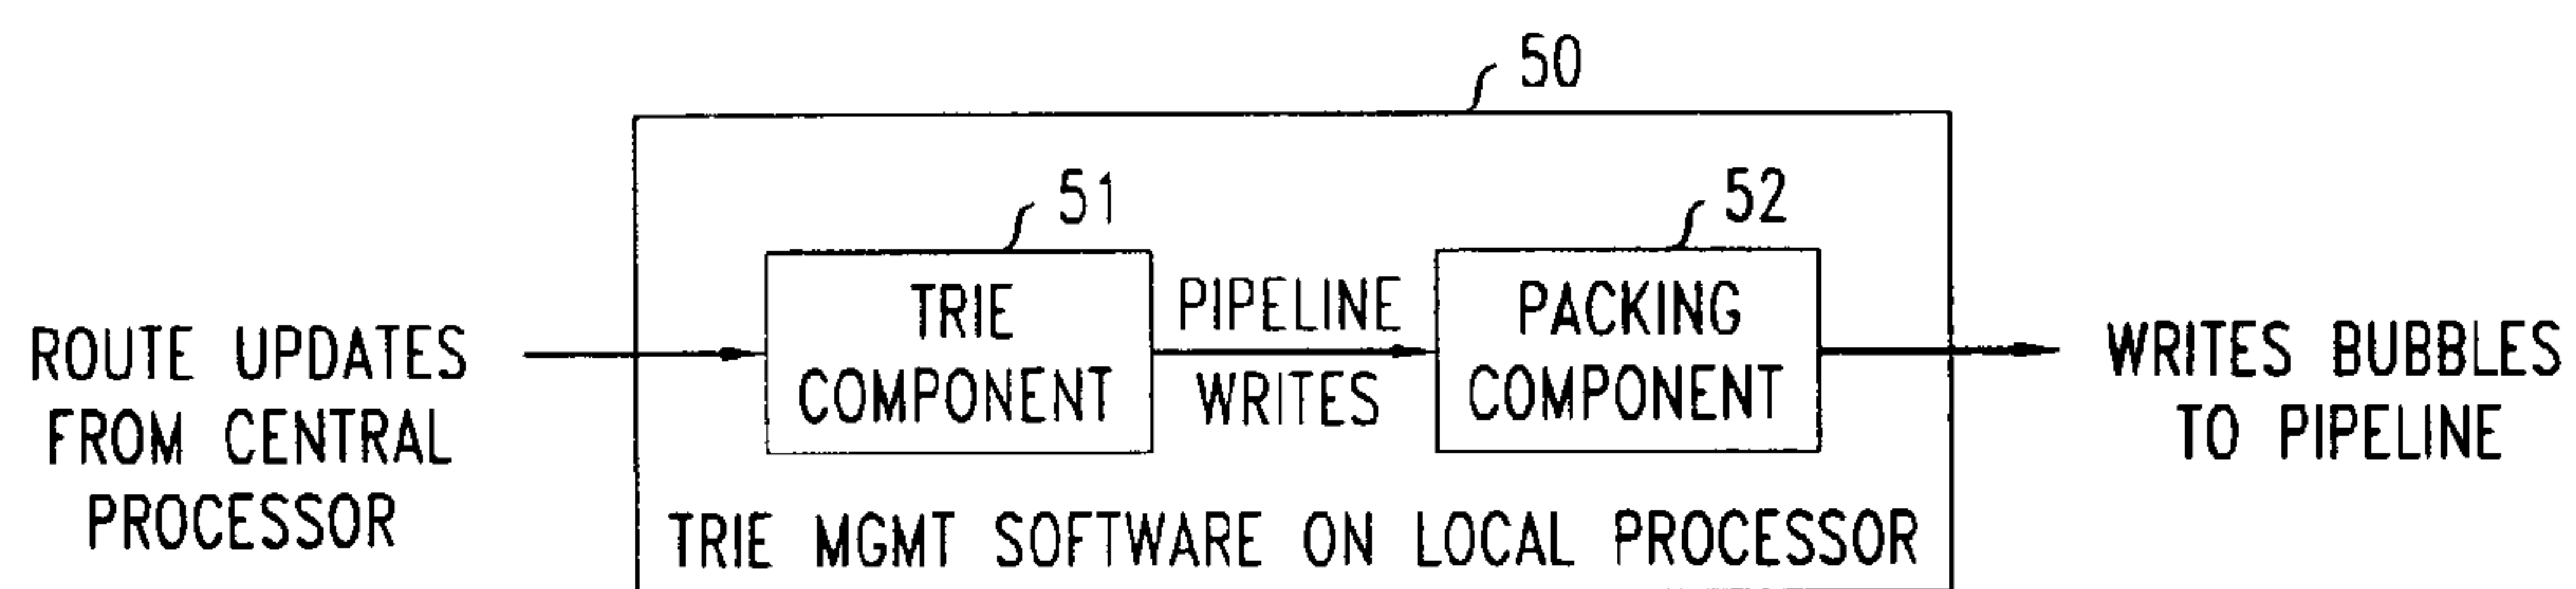 50
51
52
ROUTE UPDATES
FROM CENTRAL
PROCESSOR
TRIE
COMPONENT
PIPELINE
WRITES
PACKING
COMPONENT
WRITES BUBBLES
TO PIPELINE
TRIE MGMT SOFTWARE ON LOCAL PROCESSOR